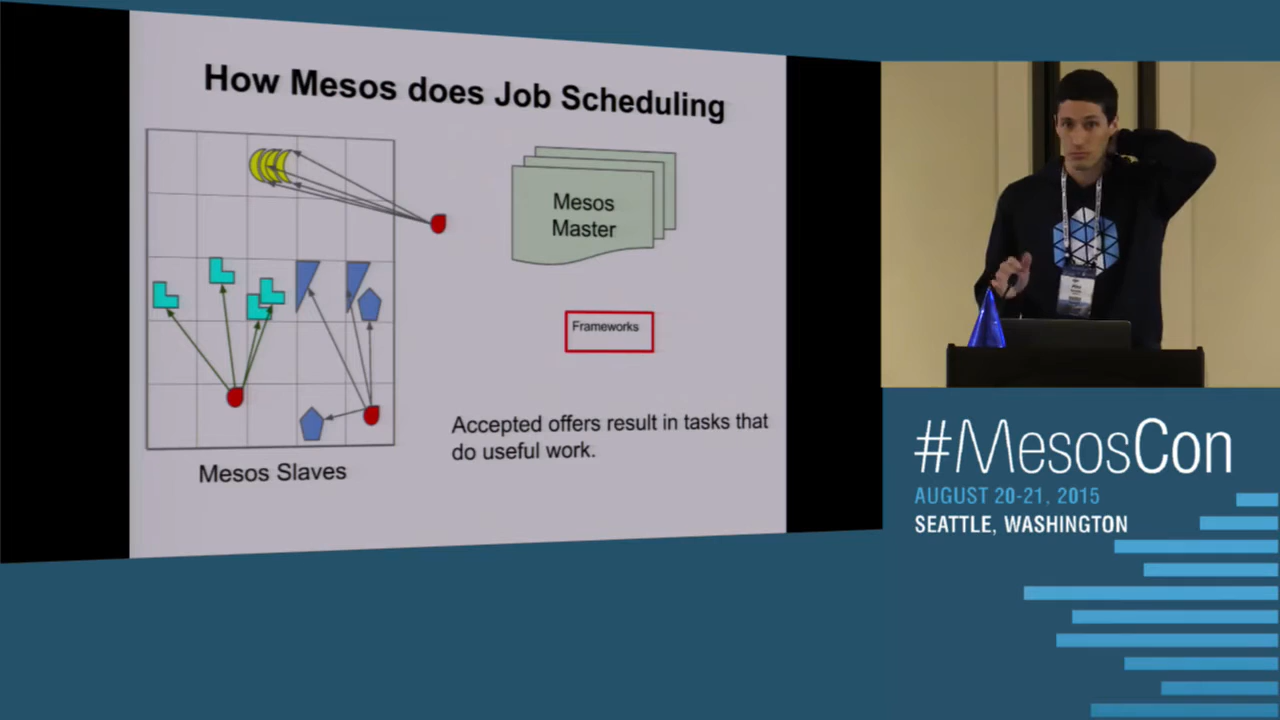 How Mesos does Job Scheduling
Mesos
Master
Frameworks
Accepted offers result in tasks that
do useful work.
Mesos Slaves
#MesosCon
AUGUST 20-21, 2015
SEATTLE, WASHINGTON